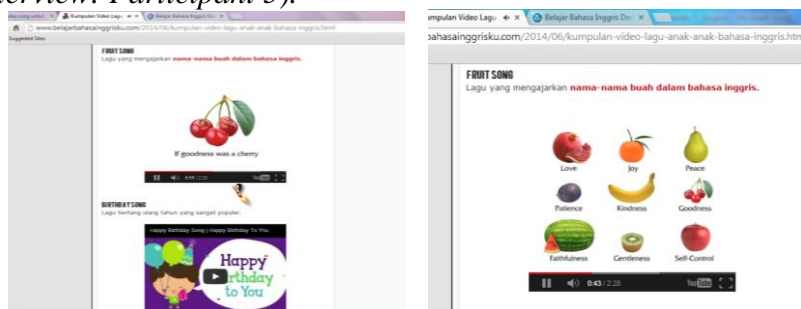 erview. Participant 5).
Kumpulan Video Lagu
Belajar Bahasa Inggris De
www.belajarbahasainggrisku.com/2014/06/kumpulan-video-lagu-anak-anak-bahasa-inggris.html
Suggested Sites
FRUIT SONG
Lagu yang mengajarkan nama-nama buah dalam bahasa inggris.
If goodness was a cherry
2:28
YouTube
BIRTHDAY SONG
Lagu tentang ulang tahun yang sangat populer.
Happy Birthday Song | Happy Birthday To You
Happy
rthday
to You
umpulan Video Lagu
Belajar Bahasa Inggris De
bahasainggrisku.com/2014/06/kumpulan-video-lagu-anak-anak-bahasa-inggris.htm
FRUIT SONG
Lagu yang mengajarkan nama-nama buah dalam bahasa inggris.
Love Joy Peace
Patience Kindness Goodness
Faithfulness Gentleness Self-Control
0:43 / 2:28
YouTube